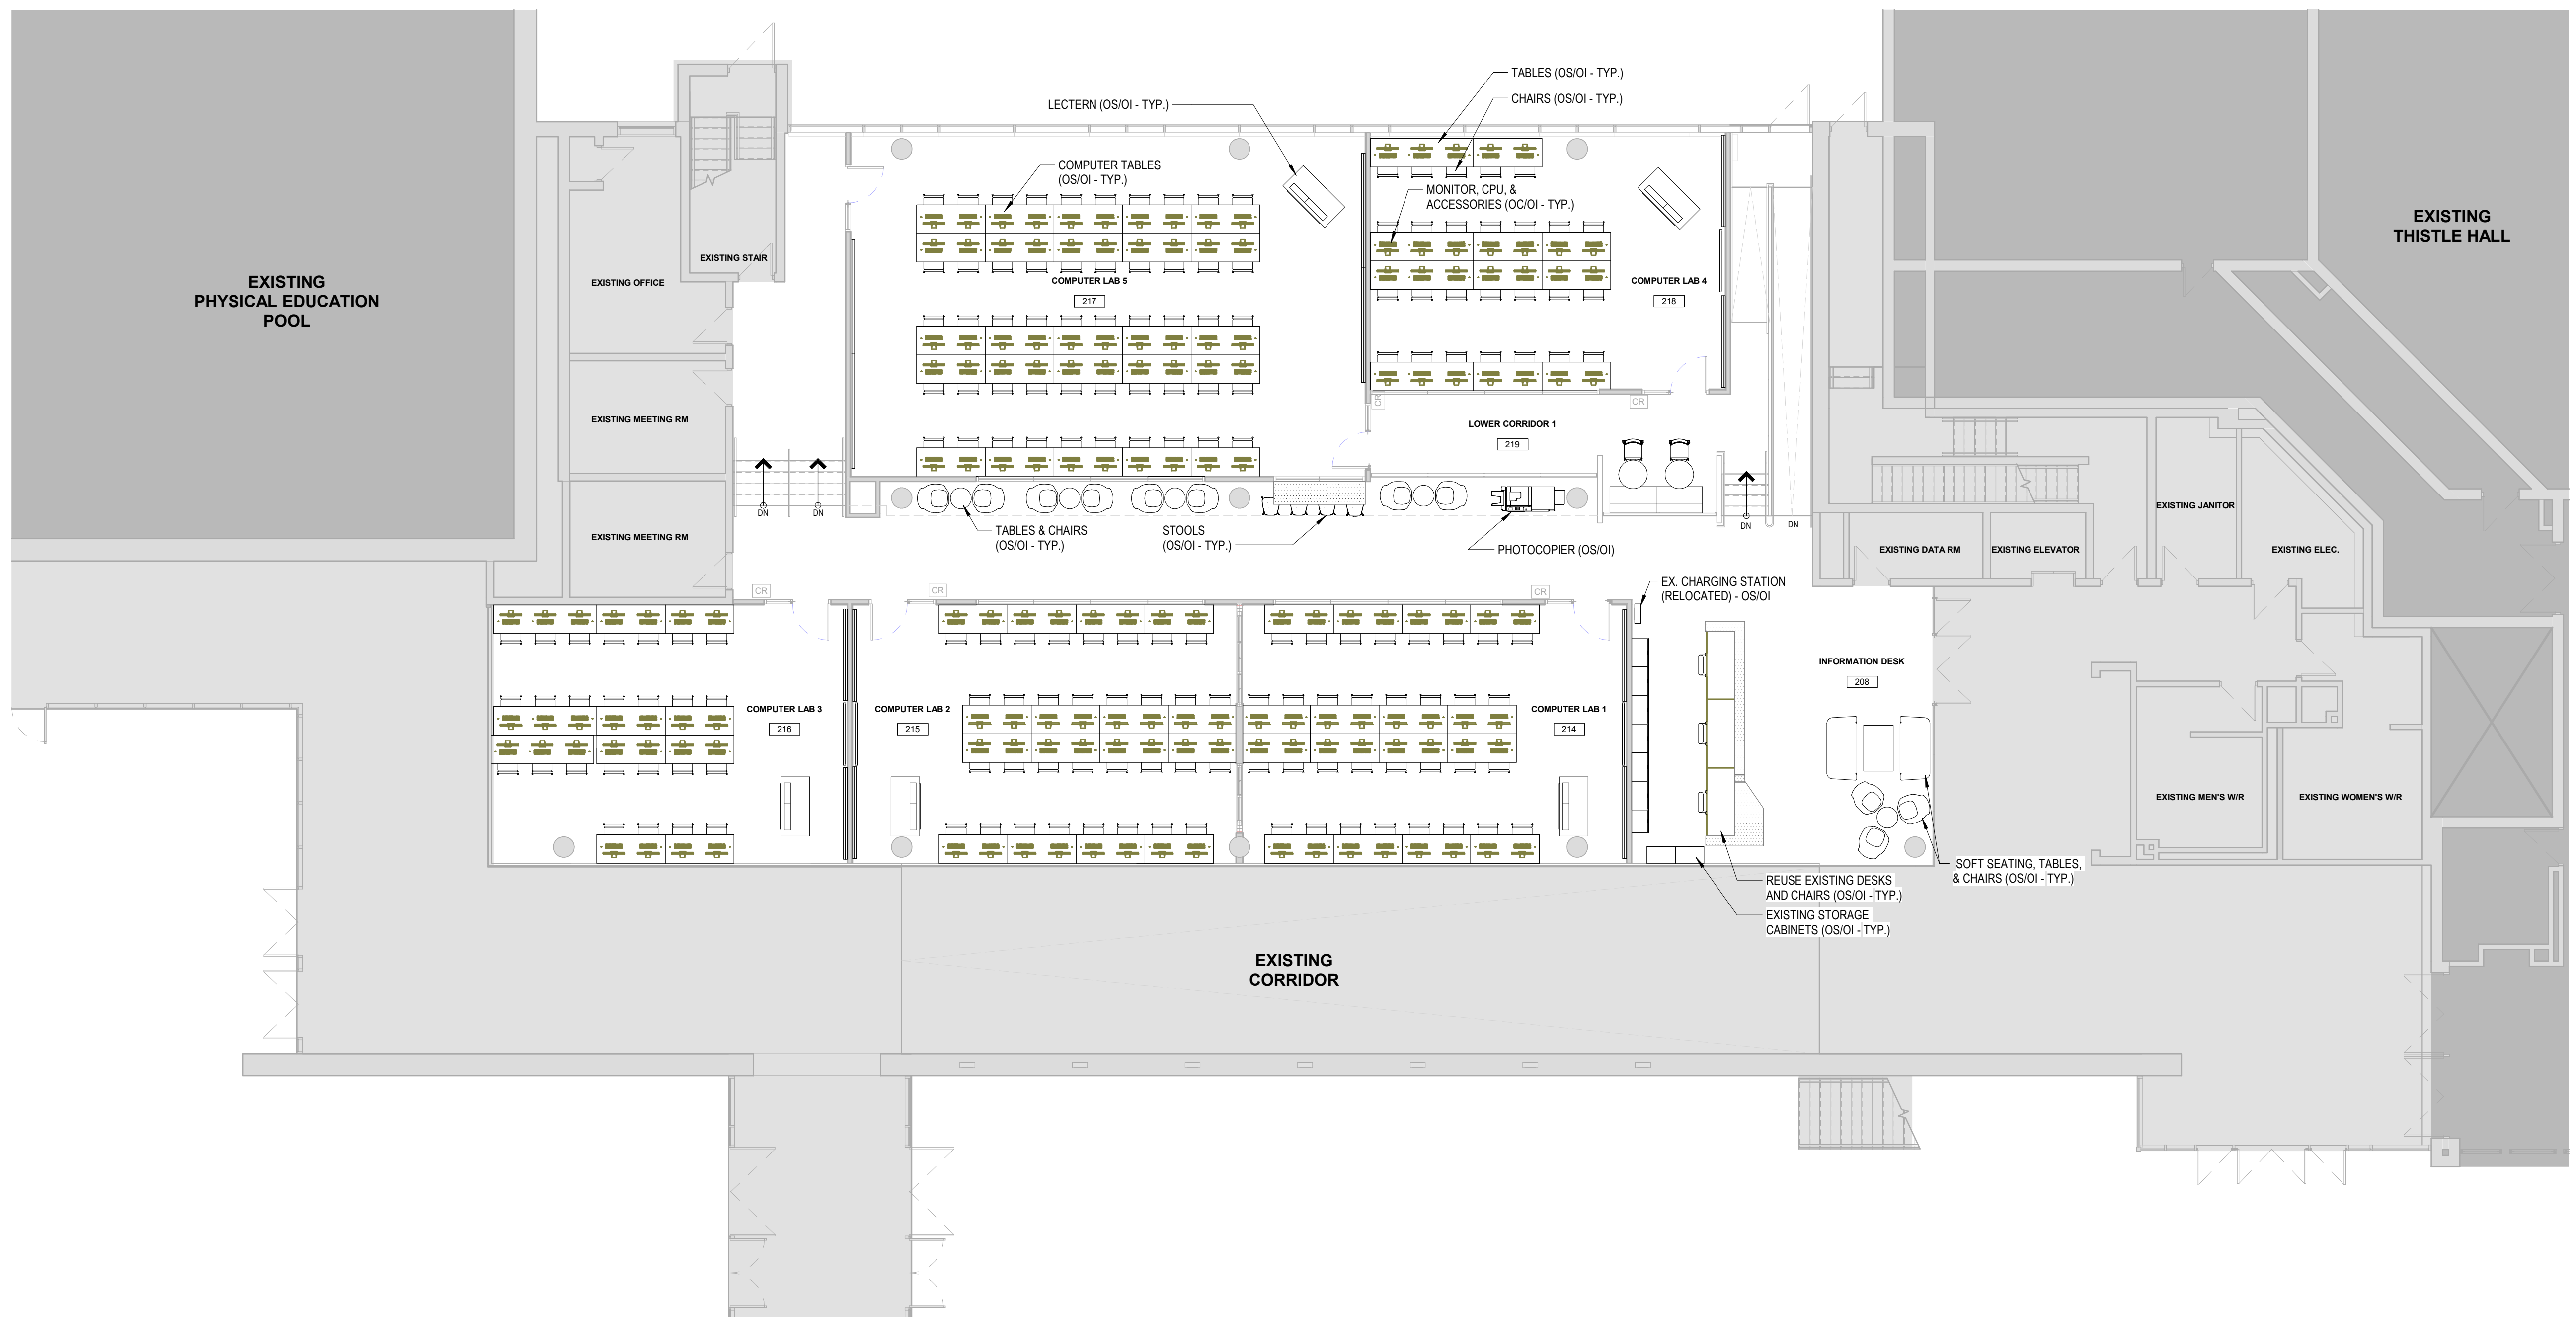 TABLES (OS/OI - TYP.)
CHAIRS (OS/OI - TYP.)
LECTERN (OS/OI - TYP.)
COMPUTER TABLES
(OS/OI - TYP.)
MONITOR, CPU, &
ACCESSORIES (OC/OI - TYP.)
EXISTING
THISTLE HALL
EXISTING
PHYSICAL EDUCATION
POOL
EXISTING STAIR
EXISTING OFFICE
COMPUTER LAB 5
217
COMPUTER LAB 4
218
CR
CR
EXISTING MEETING RM
LOWER CORRIDOR 1
219
DN
DN
DN
DN
EXISTING JANITOR
TABLES & CHAIRS
(OS/OI - TYP.)
STOOLS
(OS/OI - TYP.)
PHOTOCOPIER (OS/OI)
EXISTING MEETING RM
EXISTING DATA RM
EXISTING ELEVATOR
EXISTING ELEC.
EX. CHARGING STATION
(RELOCATED) - OS/OI
CR
CR
CR
INFORMATION DESK
208
COMPUTER LAB 3
216
COMPUTER LAB 2
215
COMPUTER LAB 1
214
EXISTING MEN'S W/R
EXISTING WOMEN'S W/R
SOFT SEATING, TABLES,
& CHAIRS (OS/OI - TYP.)
REUSE EXISTING DESKS
AND CHAIRS (OS/OI - TYP.)
EXISTING STORAGE
CABINETS (OS/OI - TYP.)
EXISTING
CORRIDOR